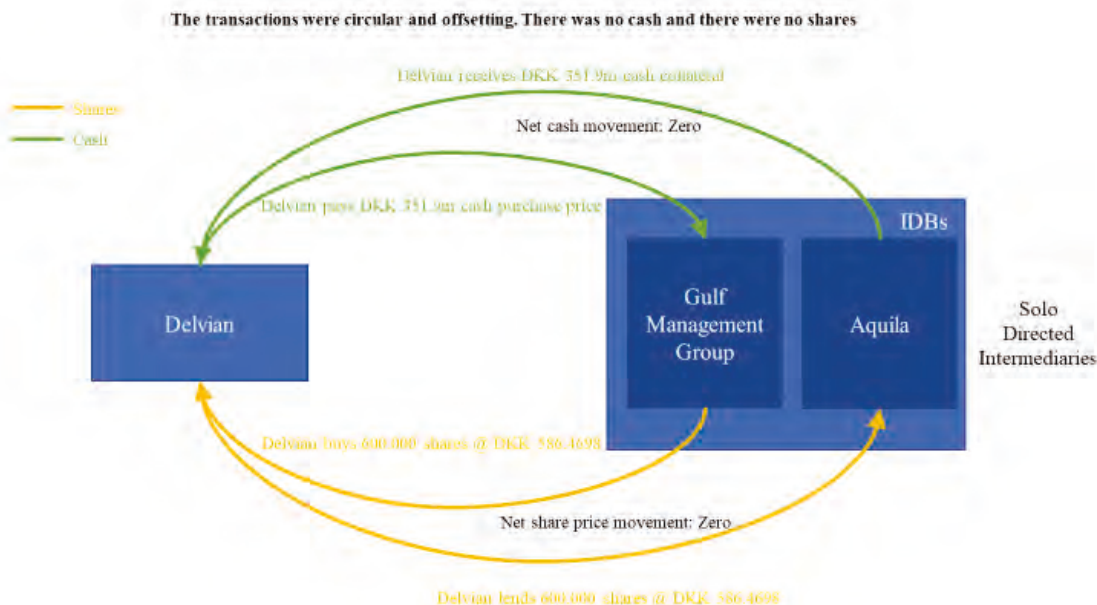 The transactions were circular and offsetting. There was no cash and there were no shares
Delvian receives DKK 351.9m cash collateral
Shares
Cash
Net cash movement: Zero
Delvian pays DKK 351.9m cash purchase price
IDBs
Delvian
Gulf
Management
Group
Aquila
Solo
Directed
Intermediaries
Delvian buys 600.000 shares @ DKK 586.4698
Net share price movement: Zero
Delvian lends 600.000 shares @ DKK 586.4698